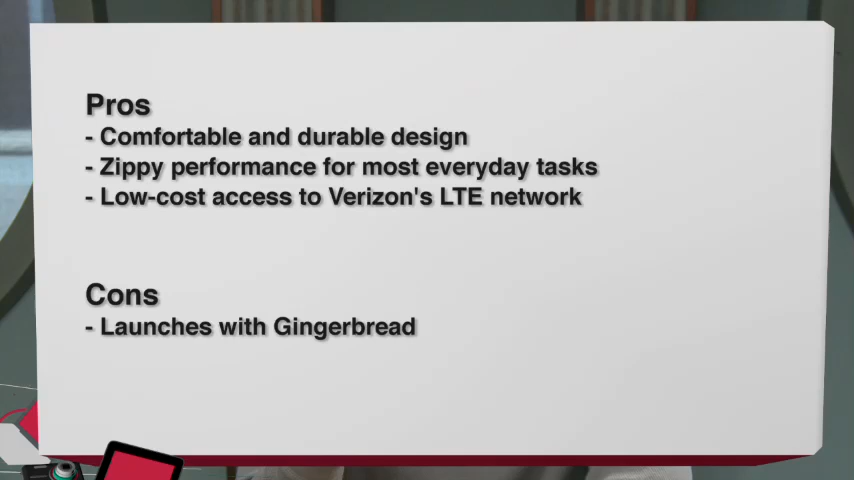 Pros
- Comfortable and durable design
- Zippy performance for most everyday tasks
- Low-cost access to Verizon's LTE network
Cons
- Launches with Gingerbread